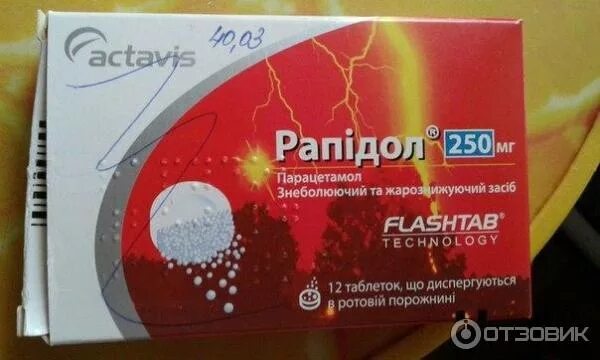 actavis
40,03
Рапідол® 250 мг
Парацетамол
Знеболюючий та жарознижуючий засіб
FLASHTAB®
TECHNOLOGY
12 таблеток, що диспергуються
в ротовій порожнині
ОТЗОВИК